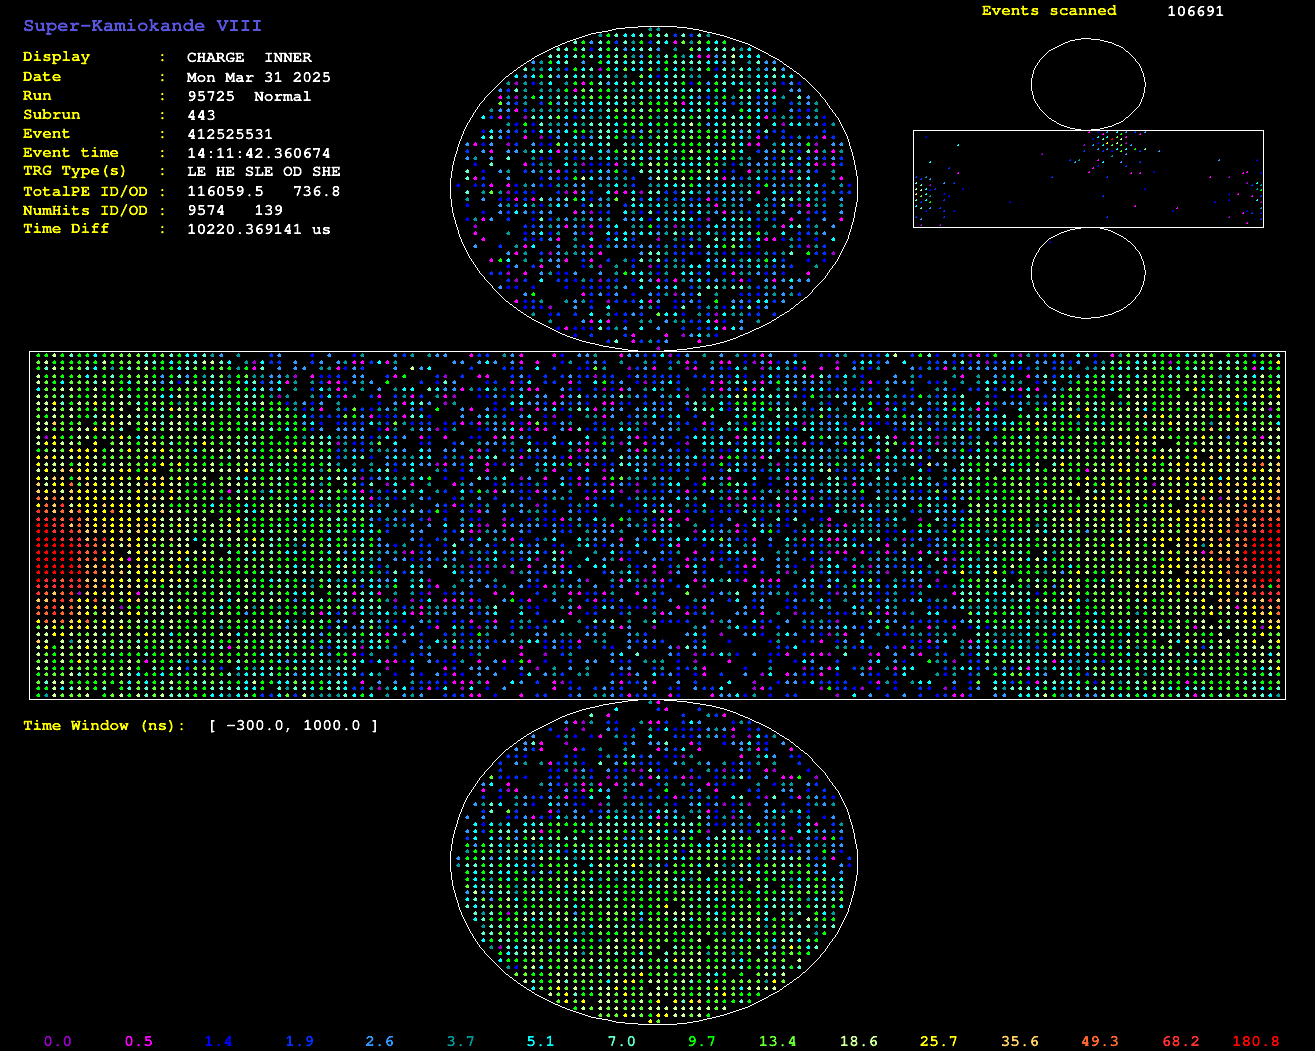 Super-Kamiokande VIII
Display : CHARGE INNER
Date : Mon Mar 31 2025
Run : 95725 Normal
Subrun : 443
Event : 412525531
Event time : 14:11:42.360674
TRG Type(s) : LE HE SLE OD SHE
TotalPE ID/OD : 116059.5 736.8
NumHits ID/OD : 9574 139
Time Diff : 10220.369141 us
Events scanned 106691
Time Window (ns): [ -300.0, 1000.0 ]
0.0 0.5 1.4 1.9 2.6 3.7 5.1 7.0 9.7 13.4 18.6 25.7 35.6 49.3 68.2 180.8